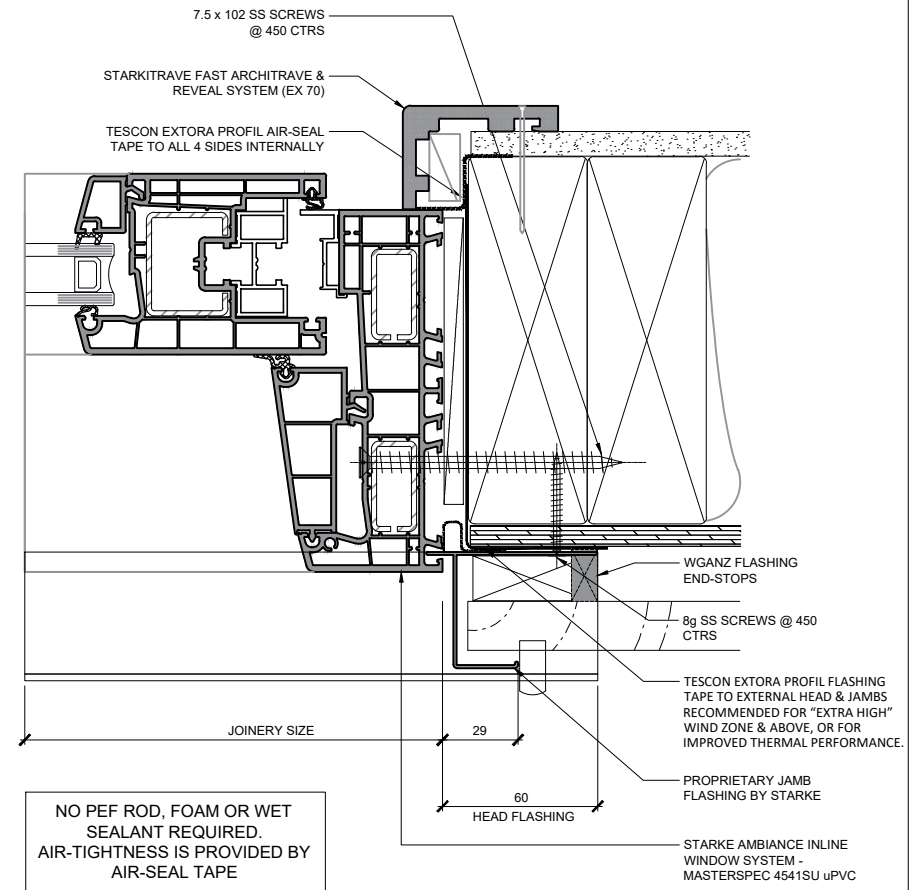 7.5 x 102 SS SCREWS
@ 450 CTRS
STARKITRAVE FAST ARCHITRAVE &
REVEAL SYSTEM (EX 70)
TESCON EXTORA PROFIL AIR-SEAL
TAPE TO ALL 4 SIDES INTERNALLY
WGANZ FLASHING
END-STOPS
8g SS SCREWS @ 450
CTRS
TESCON EXTORA PROFIL FLASHING
TAPE TO EXTERNAL HEAD & JAMBS
RECOMMENDED FOR “EXTRA HIGH”
WIND ZONE & ABOVE, OR FOR
IMPROVED THERMAL PERFORMANCE.
JOINERY SIZE
29
PROPRIETARY JAMB
FLASHING BY STARKE
60
HEAD FLASHING
NO PEF ROD, FOAM OR WET
SEALANT REQUIRED.
AIR-TIGHTNESS IS PROVIDED BY
AIR-SEAL TAPE
STARKE AMBIANCE INLINE
WINDOW SYSTEM -
MASTERSPEC 4541SU uPVC